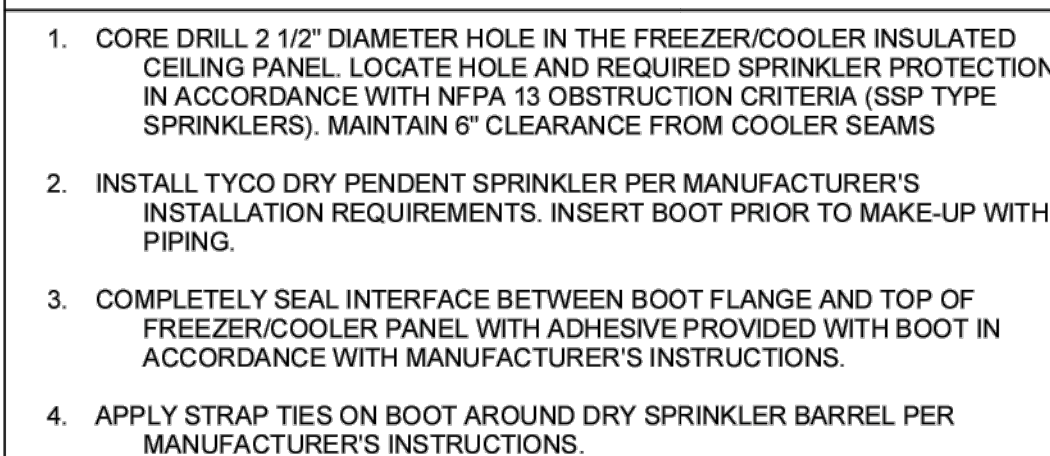 1. CORE DRILL 2 1/2" DIAMETER HOLE IN THE FREEZER/COOLER INSULATED
CEILING PANEL. LOCATE HOLE AND REQUIRED SPRINKLER PROTECTION
IN ACCORDANCE WITH NFPA 13 OBSTRUCTION CRITERIA (SSP TYPE
SPRINKLERS). MAINTAIN 6" CLEARANCE FROM COOLER SEAMS
2. INSTALL TYCO DRY PENDENT SPRINKLER PER MANUFACTURER'S
INSTALLATION REQUIREMENTS. INSERT BOOT PRIOR TO MAKE-UP WITH
PIPING.
3. COMPLETELY SEAL INTERFACE BETWEEN BOOT FLANGE AND TOP OF
FREEZER/COOLER PANEL WITH ADHESIVE PROVIDED WITH BOOT IN
ACCORDANCE WITH MANUFACTURER'S INSTRUCTIONS.
4. APPLY STRAP TIES ON BOOT AROUND DRY SPRINKLER BARREL PER
MANUFACTURER'S INSTRUCTIONS.